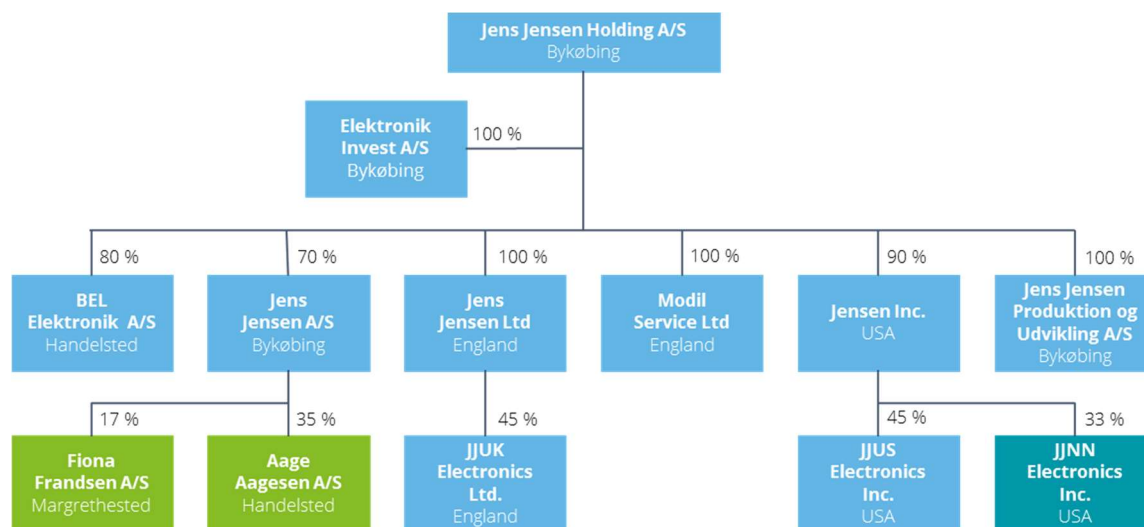 Jens Jensen Holding A/S
Bykøbing
100 %
Elektronik
Invest A/S
Bykøbing
80 %
70 %
100 %
100 %
90 %
100 %
BEL
Elektronik A/S
Handelsted
Jens
Jensen A/S
Bykøbing
Jens
Jensen Ltd
England
Modil
Service Ltd
England
Jensen Inc.
USA
Jens Jensen
Produktion og
Udvikling A/S
Bykøbing
17 %
35 %
45 %
45 %
33 %
Fiona
Frandsen A/S
Margrethested
Aage
Aagesen A/S
Handelsted
JJUK
Electronics
Ltd.
England
JJUS
Electronics
Inc.
USA
JJNN
Electronics
Inc.
USA